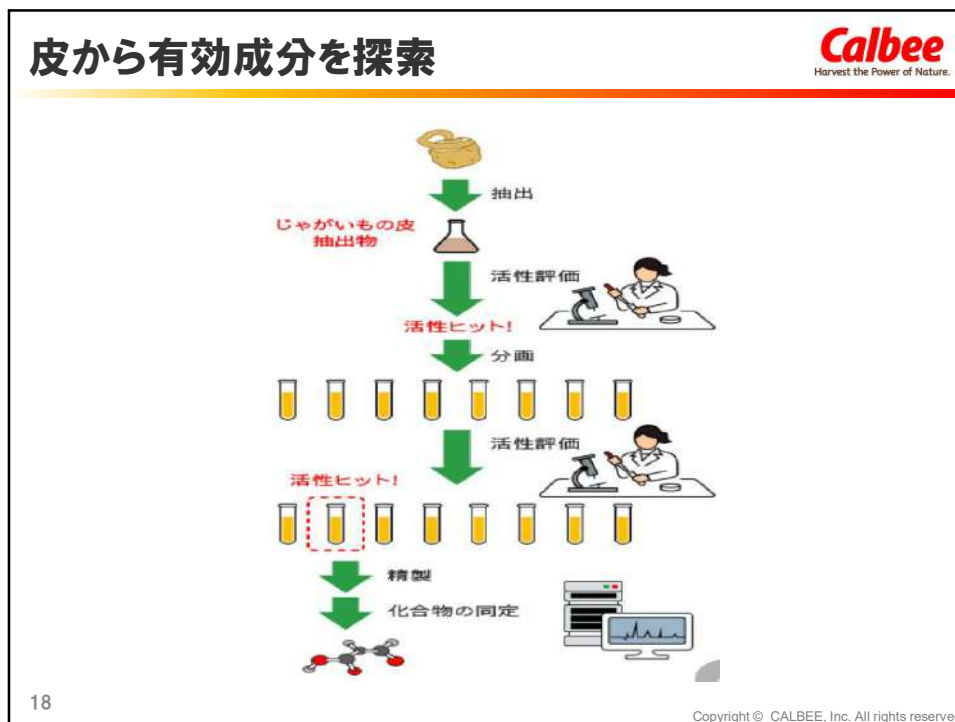 皮から有効成分を探索
Calbee
Harvest the Power of Nature.
抽出
じゃがいもの皮
抽出物
活性評価
活性ヒット!
分画
活性評価
活性ヒット!
精製
化合物の同定
18
Copyright © CALBEE, Inc. All rights reserve